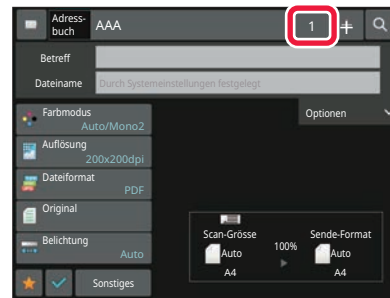 Adress-
buch
AAA
1
Betreff
Dateiname
Durch Systemeinstellungen festgelegt
Farbmodus
Auto/Mono2
Optionen
Auflösung
200x200dpi
Dateiformat
PDF
Original
Belichtung
Auto
Scan-Grösse
Sende-Format
100%
Auto
Auto
A4
A4
Sonstiges